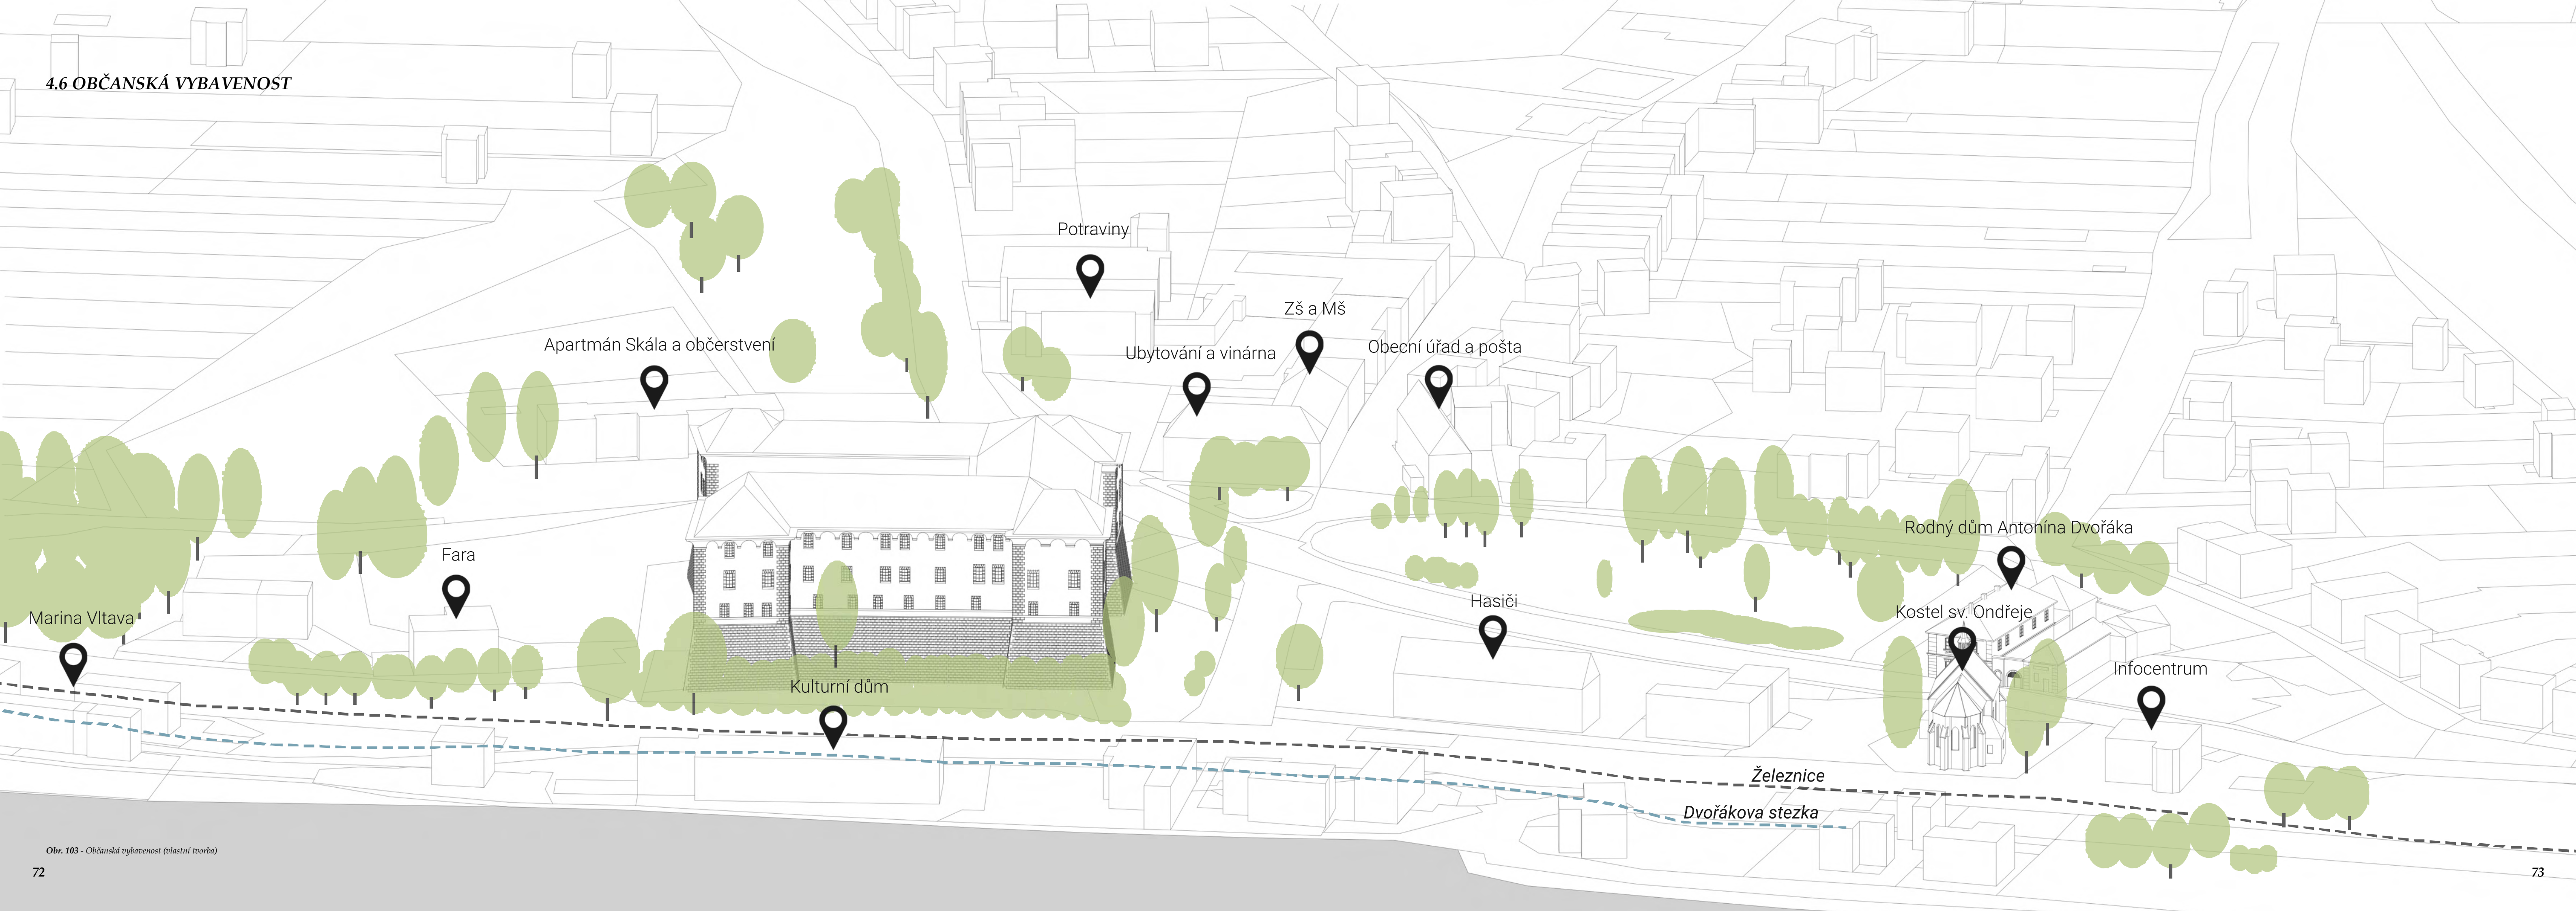 4.6 OBČANSKÁ VYBAVENOST
Potraviny
Zš a Mš
Apartmán Skála a občerstvení
Ubytování a vinárna
Obecní úřad a pošta
Rodný dům Antonína Dvořáka
Fara
Hasiči
Kostel sv. Ondřeje
Marina Vltava
Infocentrum
Kulturní dům
Železnice
Dvořákova stezka
Obr. 103 - Občanská vybavenost (vlastní tvorba)
72
73